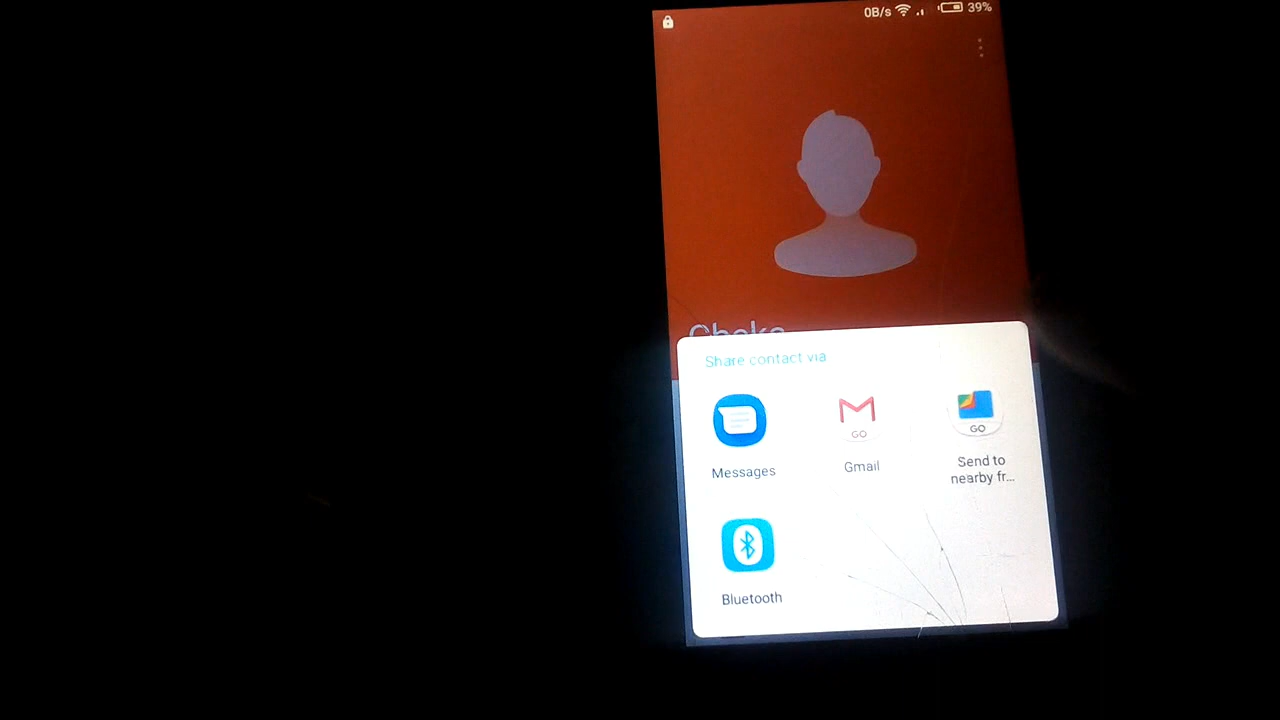 0B/s 39%
Share contact via
GO
GO
Messages
Gmail
Send to
nearby fr...
Bluetooth